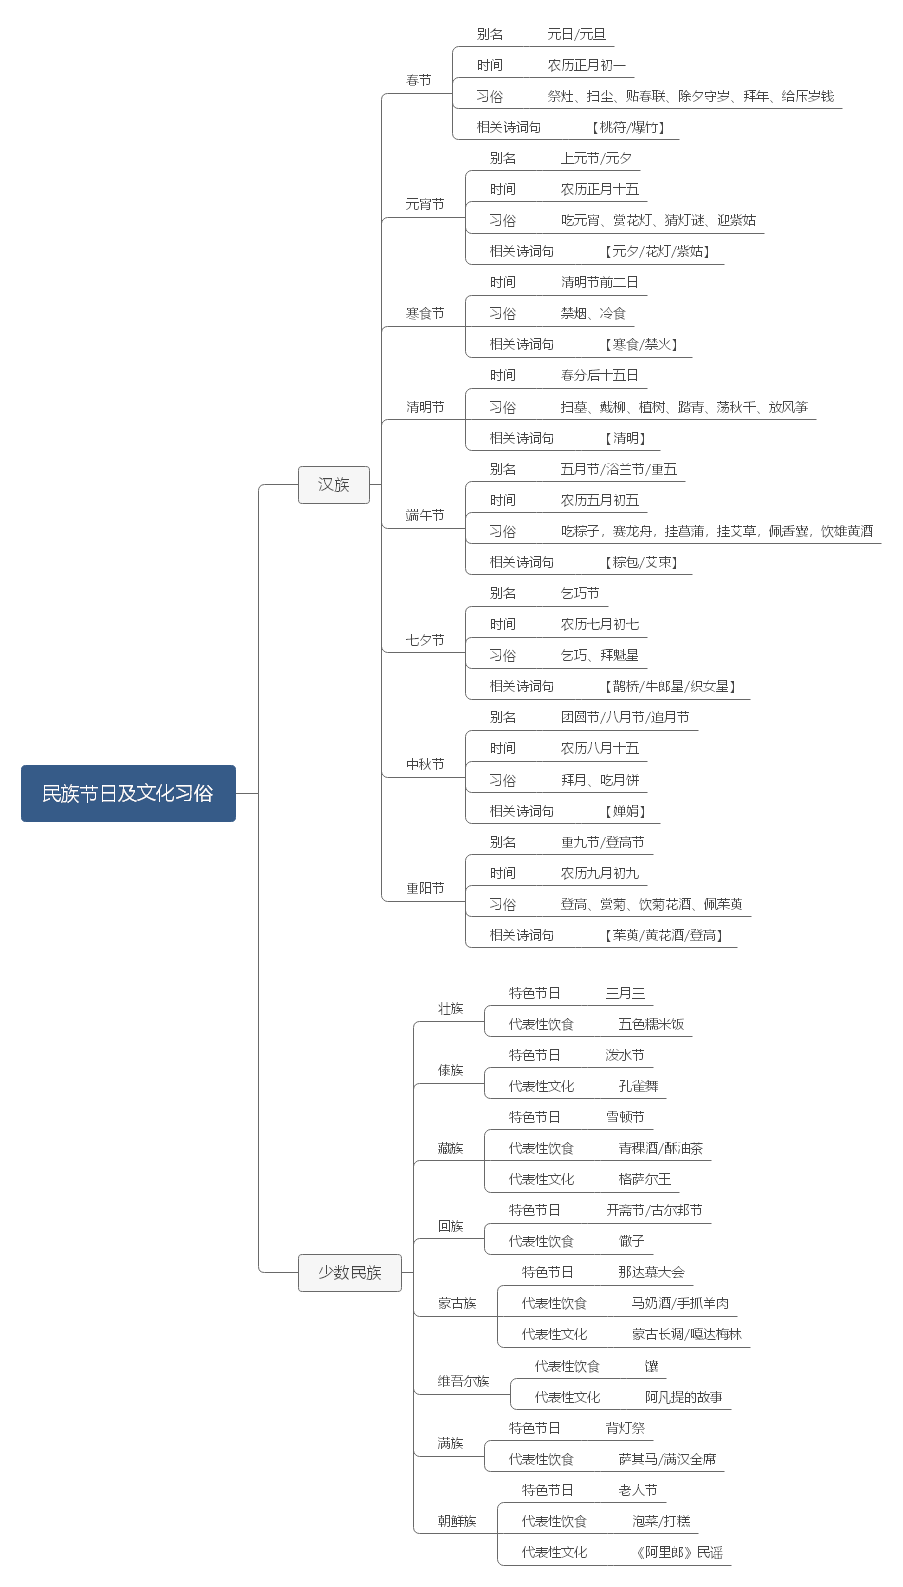 民族节日及文化习俗
汉族
春节
别名 元日/元旦
时间 农历正月初一
习俗 祭灶、扫尘、贴春联、除夕守岁、拜年、给压岁钱
相关诗词句 【桃符/爆竹】
元宵节
别名 上元节/元夕
时间 农历正月十五
习俗 吃元宵、赏花灯、猜灯谜、迎紫姑
相关诗词句 【元夕/花灯/紫姑】
寒食节
时间 清明节前二日
习俗 禁烟、冷食
相关诗词句 【寒食/禁火】
清明节
时间 春分后十五日
习俗 扫墓、戴柳、植树、踏青、荡秋千、放风筝
相关诗词句 【清明】
端午节
别名 五月节/浴兰节/重五
时间 农历五月初五
习俗 吃粽子，赛龙舟，挂菖蒲，挂艾草，佩香囊，饮雄黄酒
相关诗词句 【粽包/艾束】
七夕节
别名 乞巧节
时间 农历七月初七
习俗 乞巧、拜魁星
相关诗词句 【鹊桥/牛郎星/织女星】
中秋节
别名 团圆节/八月节/追月节
时间 农历八月十五
习俗 拜月、吃月饼
相关诗词句 【婵娟】
重阳节
别名 重九节/登高节
时间 农历九月初九
习俗 登高、赏菊、饮菊花酒、佩茱萸
相关诗词句 【茱萸/黄花酒/登高】
少数民族
壮族
特色节日 三月三
代表性饮食 五色糯米饭
傣族
特色节日 泼水节
代表性文化 孔雀舞
藏族
特色节日 雪顿节
代表性饮食 青稞酒/酥油茶
代表性文化 格萨尔王
回族
特色节日 开斋节/古尔邦节
代表性饮食 馓子
蒙古族
特色节日 那达慕大会
代表性饮食 马奶酒/手抓羊肉
代表性文化 蒙古长调/嘎达梅林
维吾尔族
代表性饮食 馕
代表性文化 阿凡提的故事
满族
特色节日 背灯祭
代表性饮食 萨其马/满汉全席
朝鲜族
特色节日 老人节
代表性饮食 泡菜/打糕
代表性文化 《阿里郎》民谣